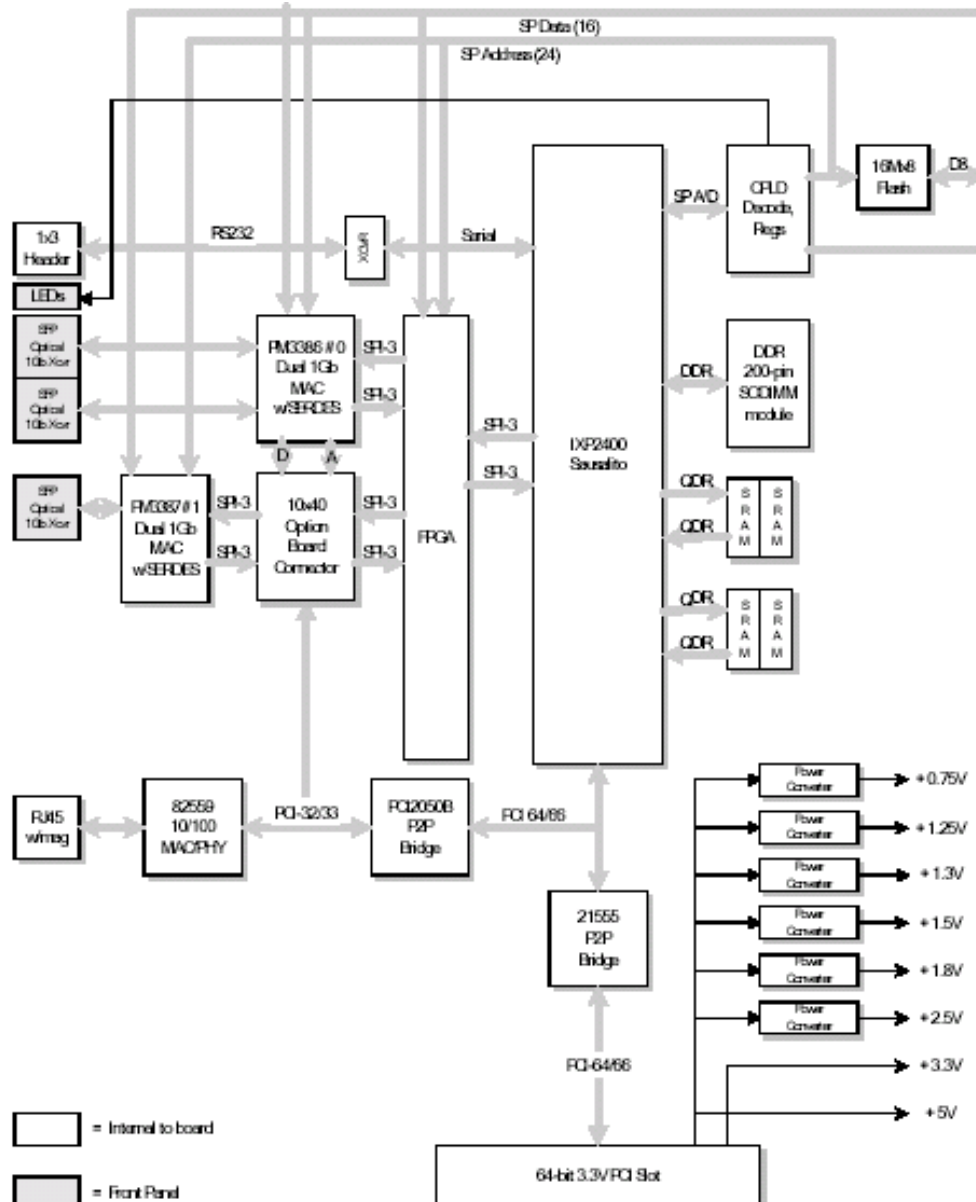 SP Data (16)
SP Address (24)
16Mx8
Flash
D8
CPLD
Decode,
Regs
SP A/D
1x3
Header
RS232
XCVR
Serial
LEDs
SFP
Optical
1Gb Xcvr
SFP
Optical
1Gb Xcvr
PM3386 #0
Dual 1Gb
MAC
w/SERDES
SPI-3
SPI-3
DDR
DDR
200-pin
SODIMM
module
IXP2400
Sausalito
SPI-3
SPI-3
D
A
SFP
Optical
1Gb Xcvr
PM3387 #1
Dual 1Gb
MAC
w/SERDES
SPI-3
SPI-3
10x40
Option
Board
Connector
SPI-3
SPI-3
FPGA
QDR
QDR
SRAM
SRAM
QDR
QDR
SRAM
SRAM
RJ45
w/mag
82559
10/100
MAC/PHY
PCI-32/33
PCI2050B
P2P
Bridge
PCI 64/66
21555
P2P
Bridge
PCI-64/66
Power
Converter
+0.75V
Power
Converter
+1.25V
Power
Converter
+1.3V
Power
Converter
+1.5V
Power
Converter
+1.8V
Power
Converter
+2.5V
+3.3V
+5V
64-bit 3.3V PCI Slot
= Internal to board
= Front Panel